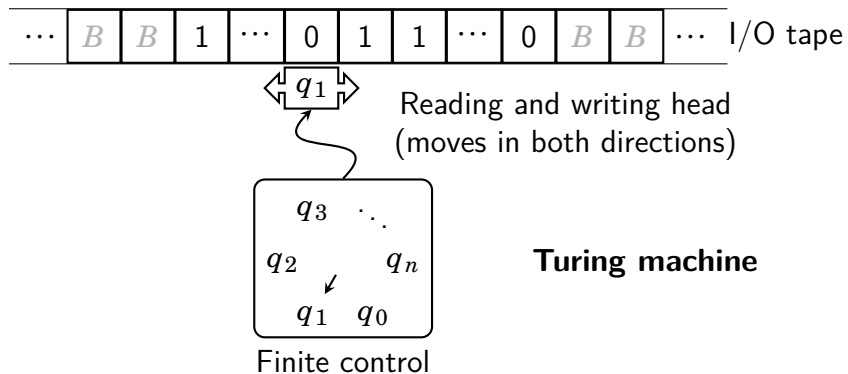 ... B B 1 ... 0 1 1 ... 0 B B ... I/O tape
q1
Reading and writing head
(moves in both directions)
q3 ⋱
q2 qn
Turing machine
q1 q0
Finite control